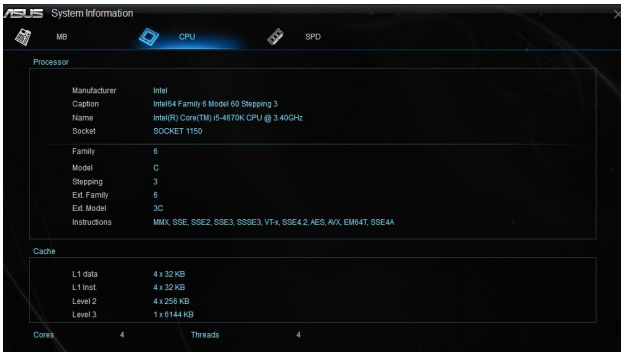 ASUS System Information
MB CPU SPD
Processor
Manufacturer Intel
Caption Intel64 Family 6 Model 60 Stepping 3
Name Intel(R) Core(TM) i5-4670K CPU @ 3.40GHz
Socket SOCKET 1150
Family 6
Model C
Stepping 3
Ext. Family 6
Ext. Model 3C
Instructions MMX, SSE, SSE2, SSE3, SSSE3, VT-x, SSE4.2, AES, AVX, EM64T, SSE4A
Cache
L1 data 4 x 32 KB
L1 Inst. 4 x 32 KB
Level 2 4 x 256 KB
Level 3 1 x 6144 KB
Cores 4 Threads 4